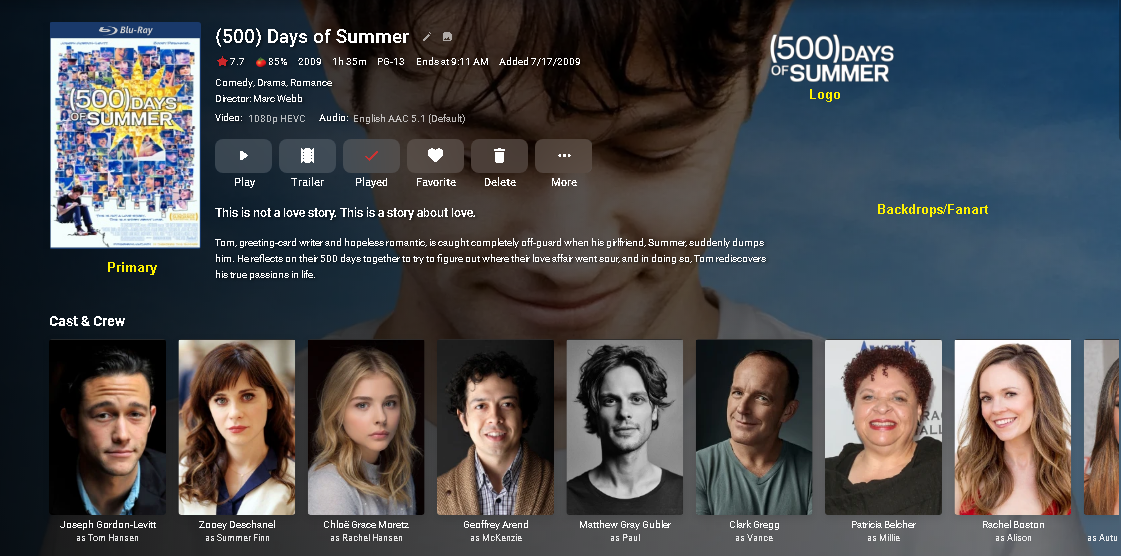 Blu-Ray
(500) DAYS
OF SUMMER
(500) Days of Summer
7.7 85% 2009 1h 35m PG-13 Ends at 9:11 AM Added 7/17/2009
Comedy, Drama, Romance
Director: Marc Webb
Video: 1080p HEVC Audio: English AAC 5.1 (Default)
Play Trailer Played Favorite Delete More
This is not a love story. This is a story about love.
Tom, greeting-card writer and hopeless romantic, is caught completely off-guard when his girlfriend, Summer, suddenly dumps
him. He reflects on their 500 days together to try to figure out where their love affair went sour, and in doing so, Tom rediscovers
his true passions in life.
(500) DAYS
OF SUMMER
Logo
Backdrops/Fanart
Primary
Cast & Crew
Joseph Gordon-Levitt
as Tom Hansen
Zooey Deschanel
as Summer Finn
Chloë Grace Moretz
as Rachel Hansen
Geoffrey Arend
as McKenzie
Matthew Gray Gubler
as Paul
Clark Gregg
as Vance
Patricia Belcher
as Millie
Rachel Boston
as Alison
as Autu